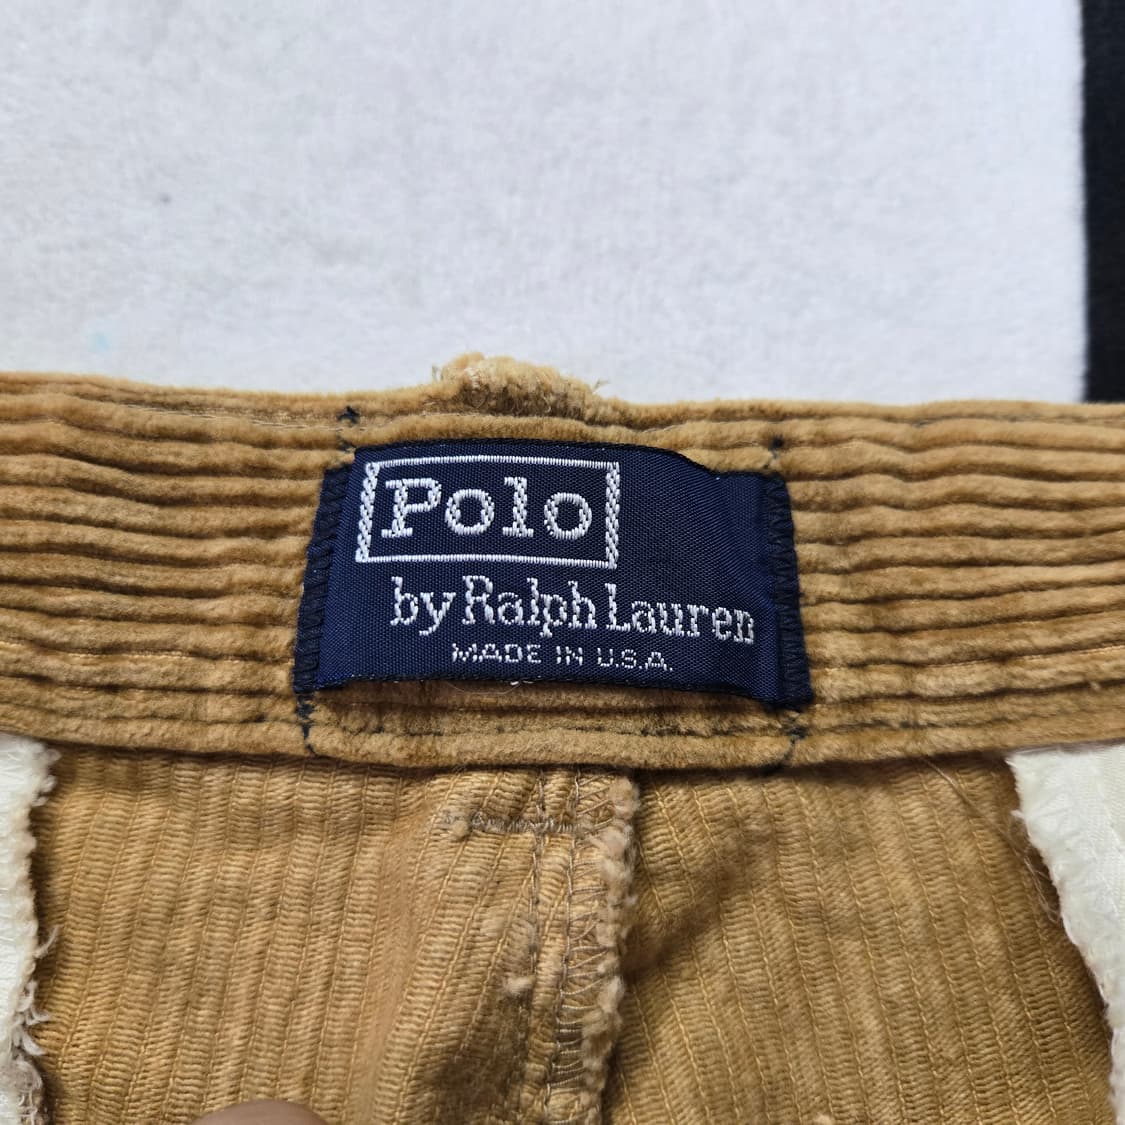 Polo
by Ralph Lauren
MADE IN U.S.A.